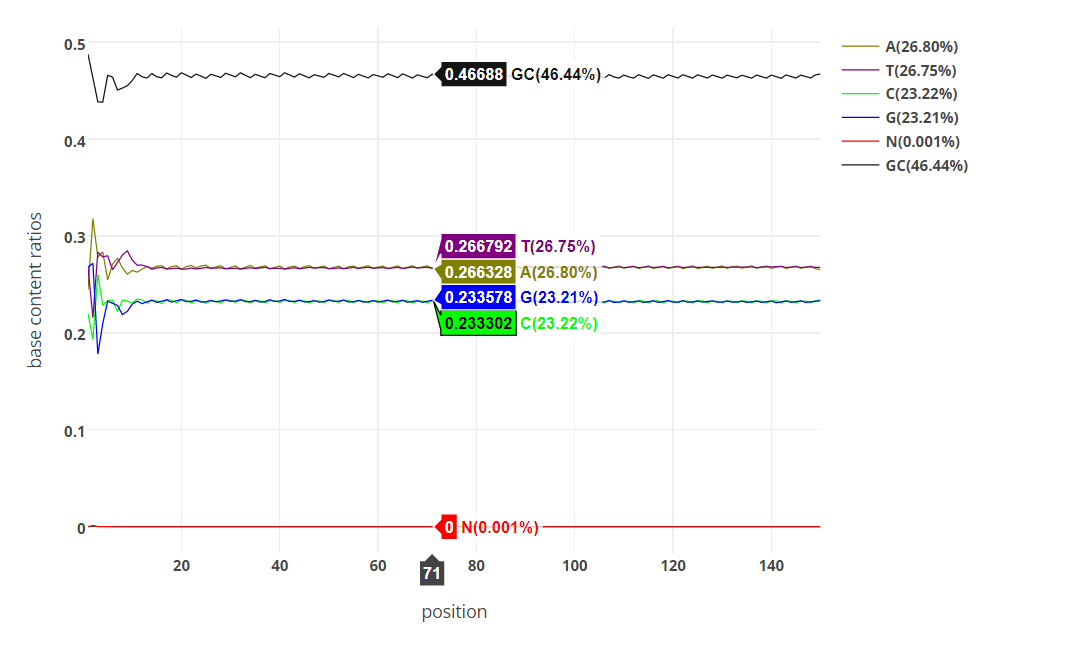 0.5
0.4
0.3
0.2
0.1
0
base content ratios
0.46688 GC(46.44%)
0.266792 T(26.75%)
0.266328 A(26.80%)
0.233578 G(23.21%)
0.233302 C(23.22%)
0 N(0.001%)
20 40 60 80 100 120 140
71
position
A(26.80%)
T(26.75%)
C(23.22%)
G(23.21%)
N(0.001%)
GC(46.44%)